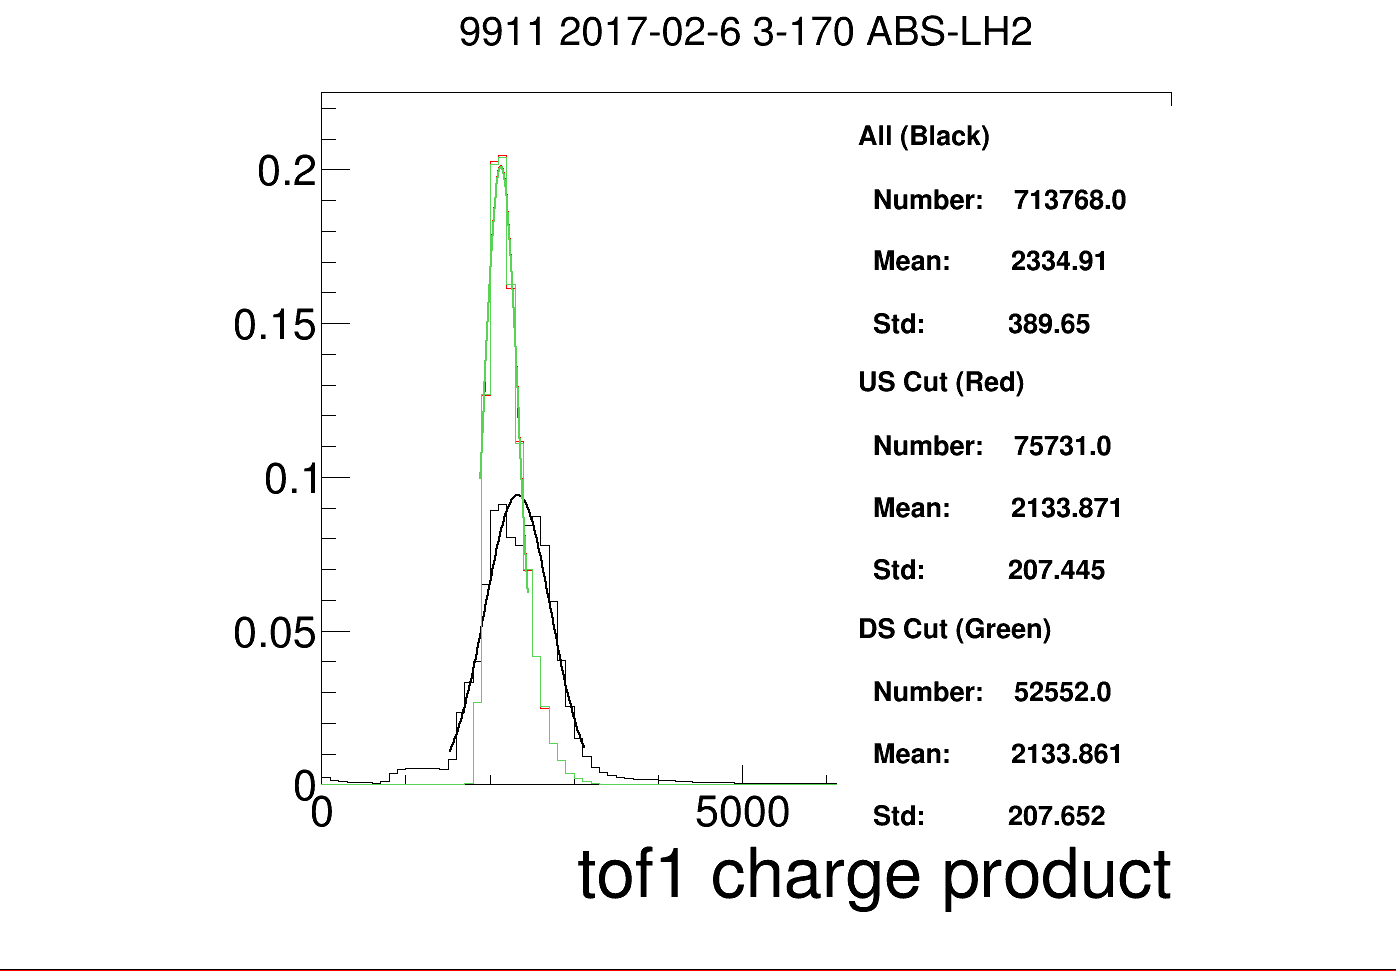 9911 2017-02-6 3-170 ABS-LH2
All (Black)
Number: 713768.0
Mean: 2334.91
Std: 389.65
US Cut (Red)
Number: 75731.0
Mean: 2133.871
Std: 207.445
DS Cut (Green)
Number: 52552.0
Mean: 2133.861
Std: 207.652
0.2
0.15
0.1
0.05
0
0 5000
tof1 charge product